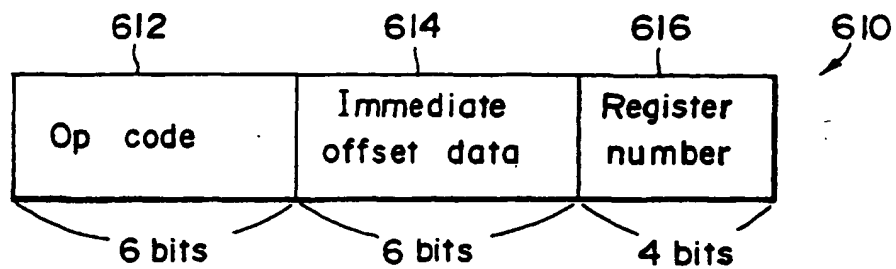 612 614 616 610
Op code
Immediate
offset data
Register
number
6 bits 6 bits 4 bits